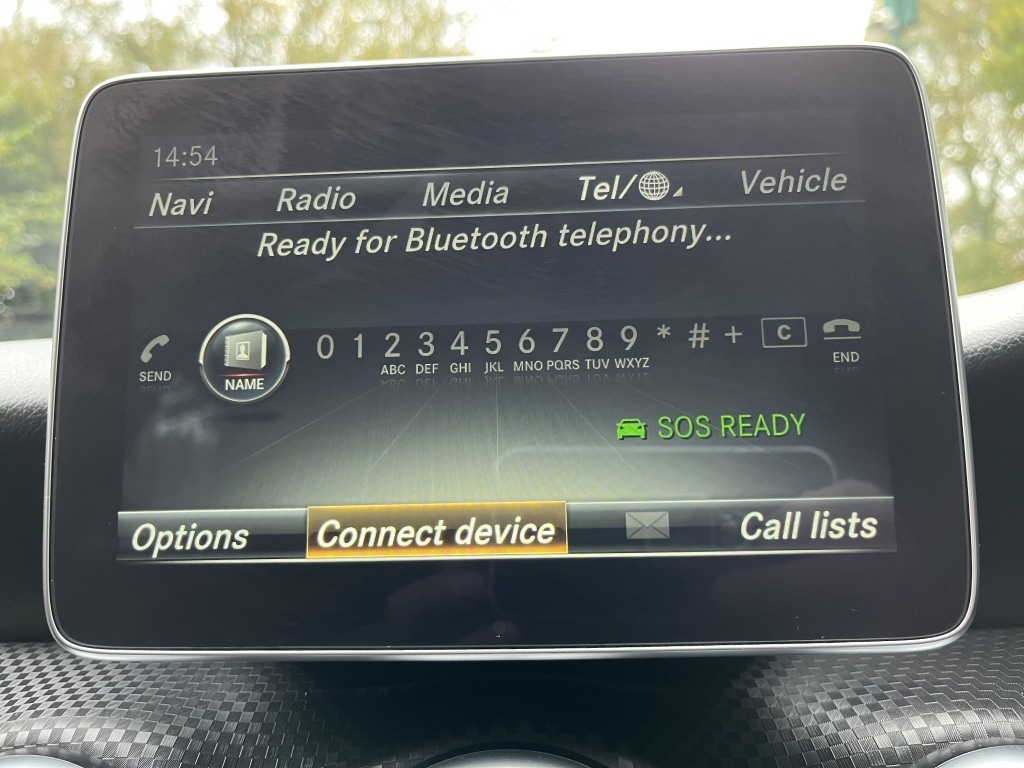 14:54
Navi Radio Media Tel/ Vehicle
Ready for Bluetooth telephony...
SEND NAME 0 1 2 3 4 5 6 7 8 9 * # + C END
ABC DEF GHI JKL MNO PQRS TUV WXYZ
SOS READY
Options Connect device Call lists